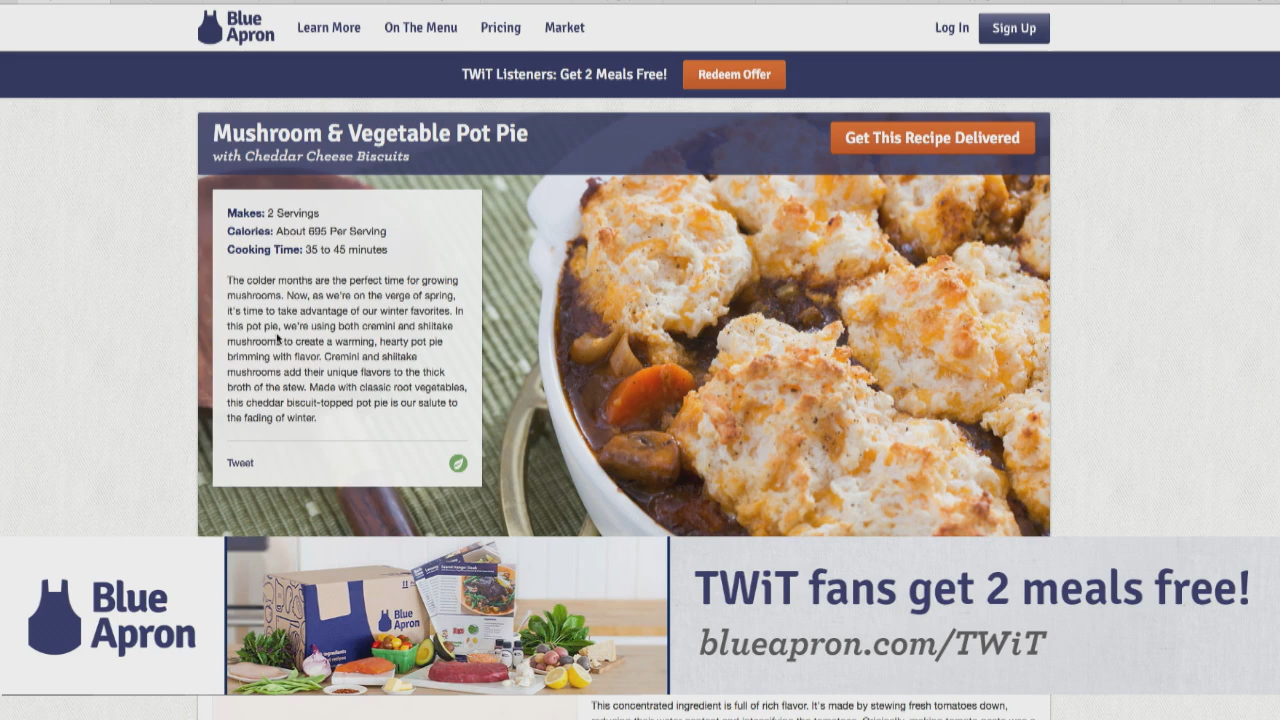 Blue Apron
Learn More
On The Menu
Pricing
Market
Log In
Sign Up
TWiT Listeners: Get 2 Meals Free!
Redeem Offer
Mushroom & Vegetable Pot Pie
with Cheddar Cheese Biscuits
Get This Recipe Delivered
Makes: 2 Servings
Calories: About 695 Per Serving
Cooking Time: 35 to 45 minutes
The colder months are the perfect time for growing
mushrooms. Now, as we're on the verge of spring,
it's time to take advantage of our winter favorites. In
this pot pie, we're using both cremini and shiitake
mushrooms to create a warming, hearty pot pie
brimming with flavor. Cremini and shiitake
mushrooms add their unique flavors to the thick
broth of the stew. Made with classic root vegetables,
this cheddar biscuit-topped pot pie is our salute to
the fading of winter.
Tweet
Blue
Apron
Blue
Apron
TWiT fans get 2 meals free!
blueapron.com/TWiT
This concentrated ingredient is full of rich flavor. It's made by stewing fresh tomatoes down,